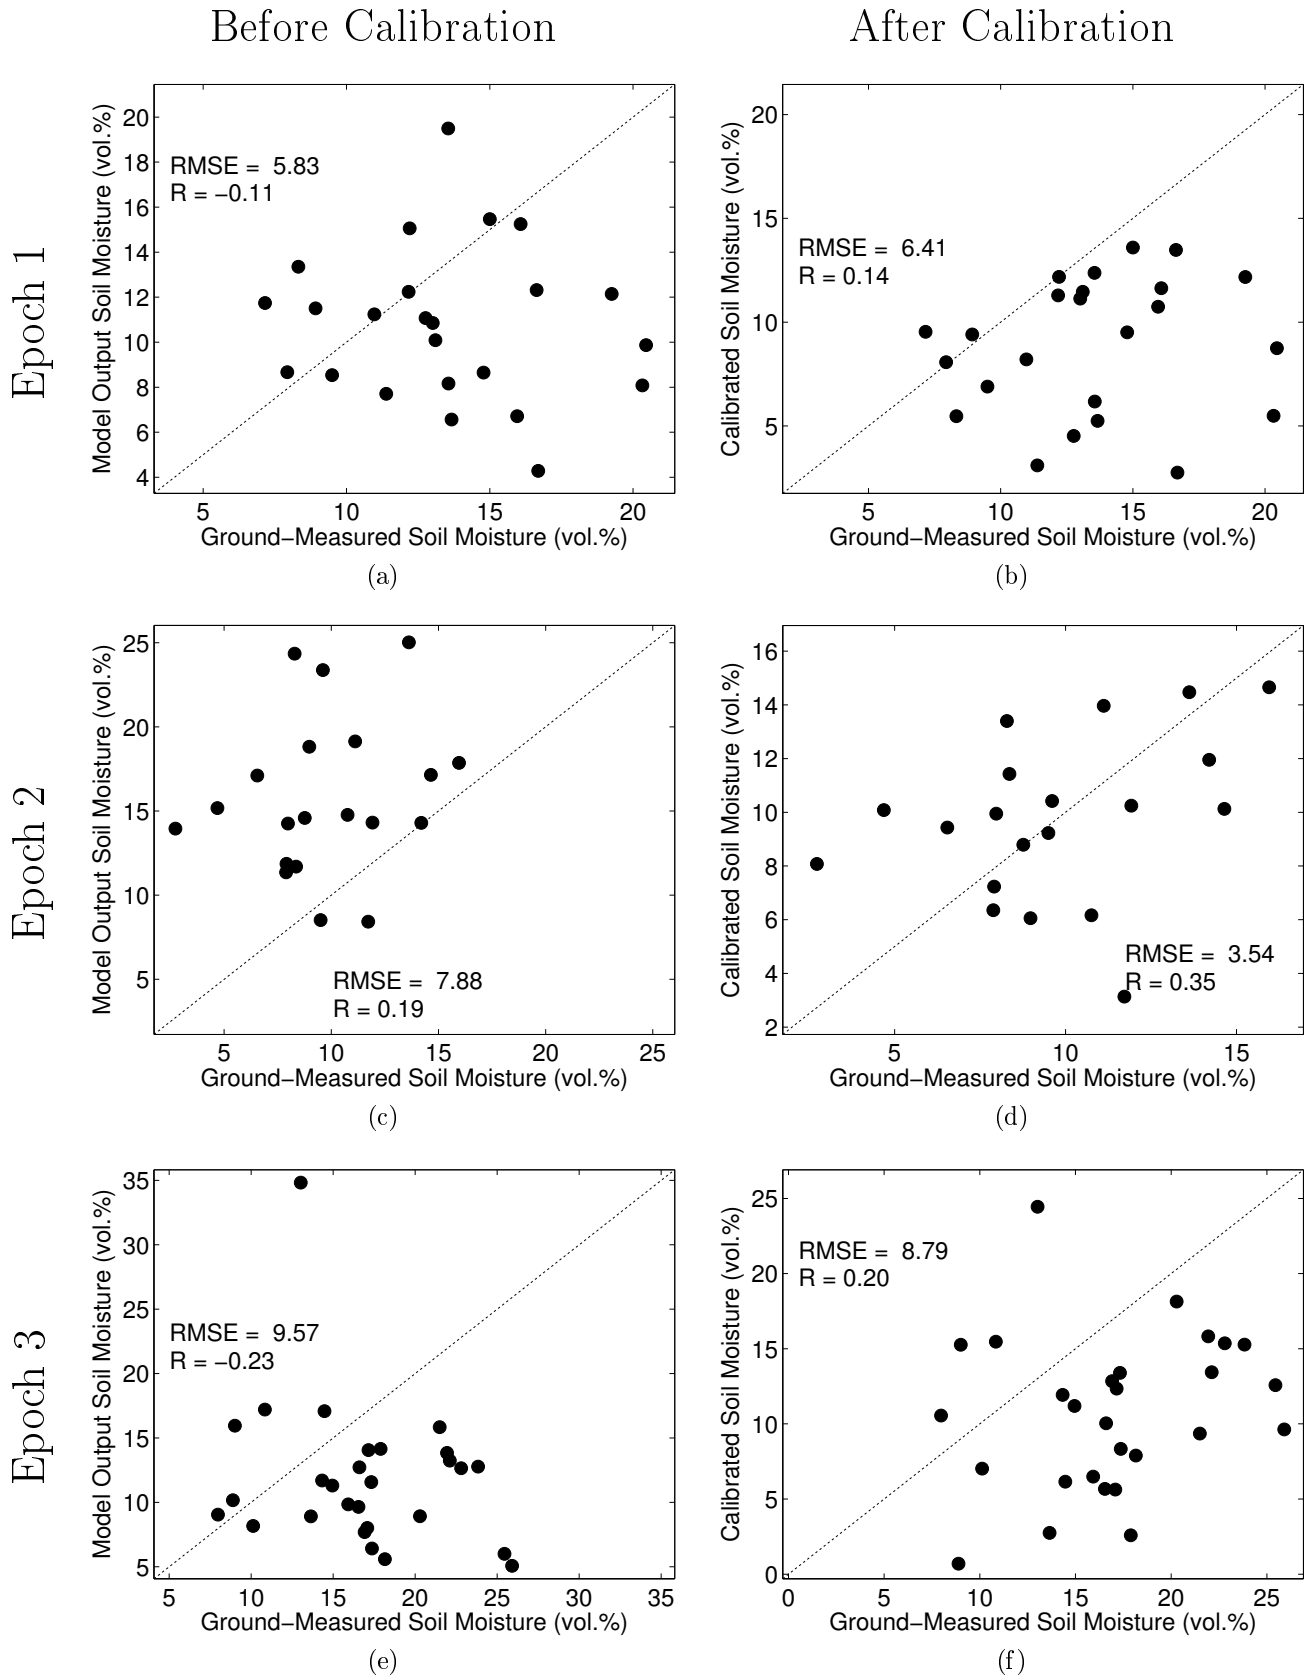 Before Calibration
After Calibration
Epoch 1
Model Output Soil Moisture (vol.%)
20
18
16
14
12
10
8
6
4
RMSE = 5.83
R = −0.11
5 10 15 20
Ground−Measured Soil Moisture (vol.%)
(a)
Calibrated Soil Moisture (vol.%)
20
15
10
5
RMSE = 6.41
R = 0.14
5 10 15 20
Ground−Measured Soil Moisture (vol.%)
(b)
Epoch 2
Model Output Soil Moisture (vol.%)
25
20
15
10
5
RMSE = 7.88
R = 0.19
5 10 15 20 25
Ground−Measured Soil Moisture (vol.%)
(c)
Calibrated Soil Moisture (vol.%)
16
14
12
10
8
6
4
2
RMSE = 3.54
R = 0.35
5 10 15
Ground−Measured Soil Moisture (vol.%)
(d)
Epoch 3
Model Output Soil Moisture (vol.%)
35
30
25
20
15
10
5
RMSE = 9.57
R = −0.23
5 10 15 20 25 30 35
Ground−Measured Soil Moisture (vol.%)
(e)
Calibrated Soil Moisture (vol.%)
25
20
15
10
5
0
RMSE = 8.79
R = 0.20
0 5 10 15 20 25
Ground−Measured Soil Moisture (vol.%)
(f)